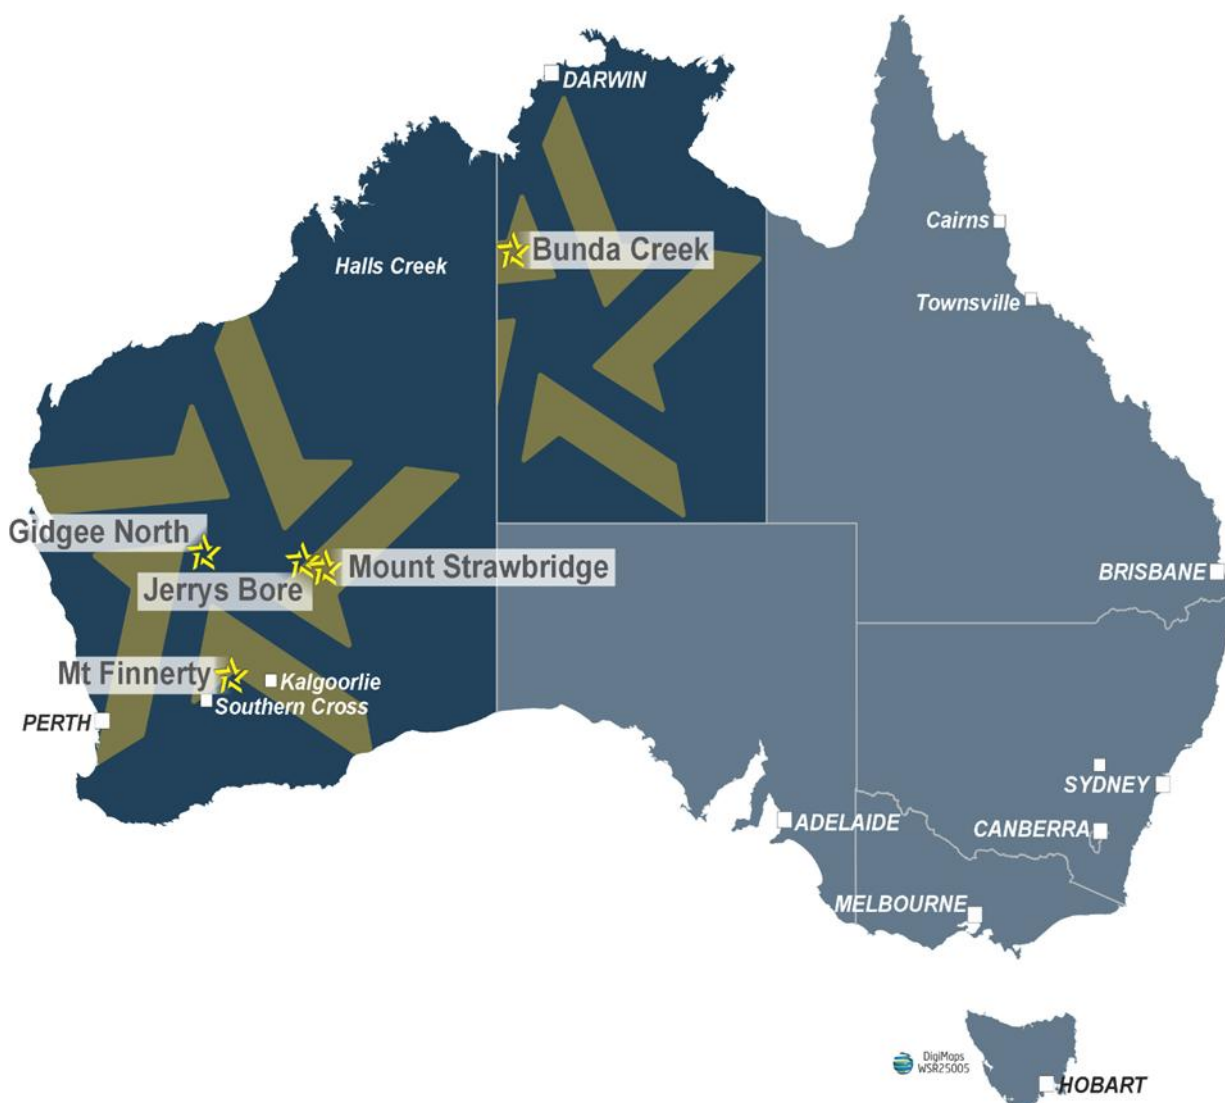 DARWIN
Cairns
Bunda Creek
Halls Creek
Townsville
Gidgee North
Mount Strawbridge
BRISBANE
Jerrys Bore
Mt Finnerty
Kalgoorlie
Southern Cross
PERTH
SYDNEY
ADELAIDE
CANBERRA
MELBOURNE
DigiMaps
WSR25005
HOBART